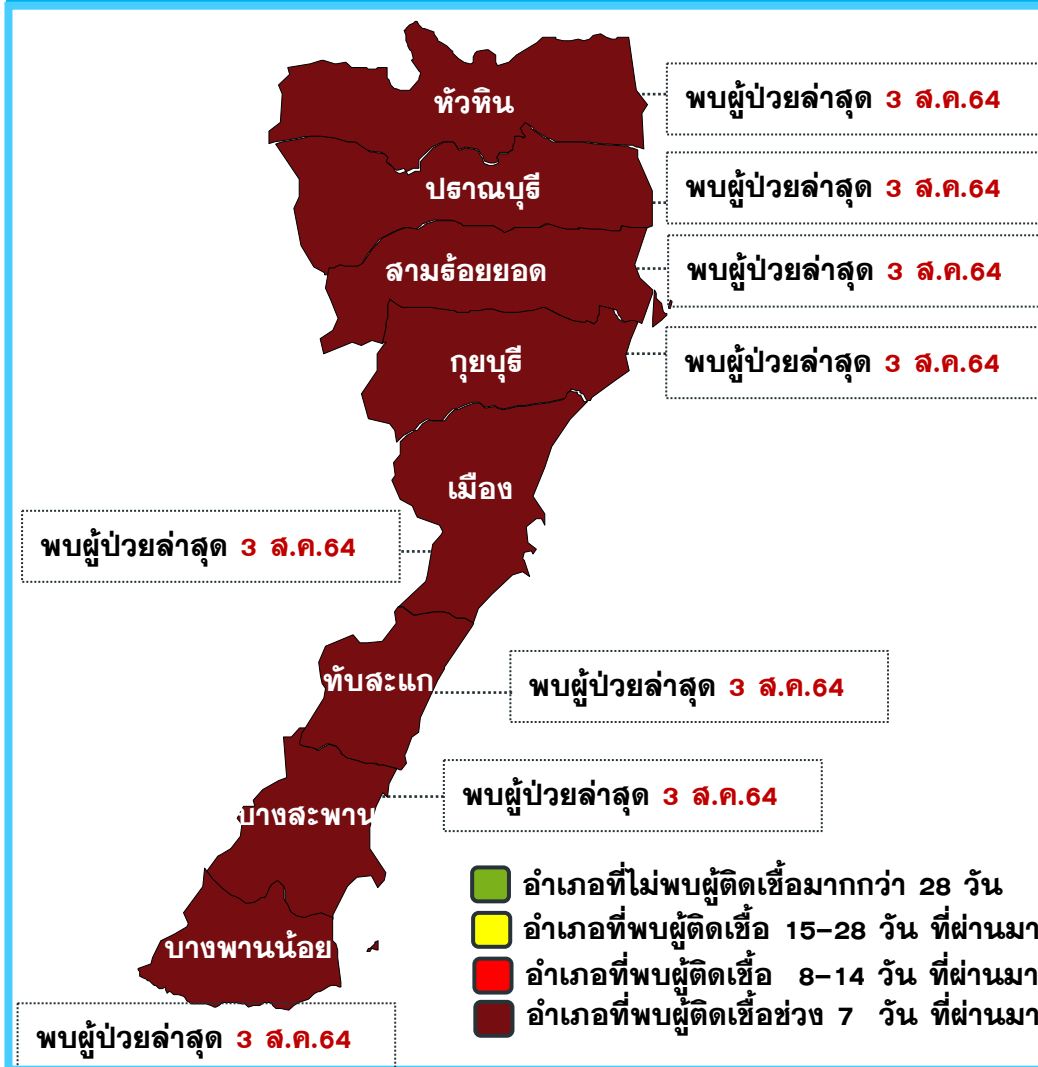 หัวหิน
พบผู้ป่วยล่าสุด 3 ส.ค.64
ปราณบุรี
พบผู้ป่วยล่าสุด 3 ส.ค.64
สามร้อยยอด
พบผู้ป่วยล่าสุด 3 ส.ค.64
กุยบุรี
พบผู้ป่วยล่าสุด 3 ส.ค.64
เมือง
พบผู้ป่วยล่าสุด 3 ส.ค.64
ทับสะแก
พบผู้ป่วยล่าสุด 3 ส.ค.64
บางสะพาน
พบผู้ป่วยล่าสุด 3 ส.ค.64
บางพานน้อย
พบผู้ป่วยล่าสุด 3 ส.ค.64
อำเภอที่ไม่พบผู้ติดเชื้อมากกว่า 28 วัน
อำเภอที่พบผู้ติดเชื้อ 15–28 วัน ที่ผ่านมา
อำเภอที่พบผู้ติดเชื้อ 8–14 วัน ที่ผ่านมา
อำเภอที่พบผู้ติดเชื้อช่วง 7 วัน ที่ผ่านมา